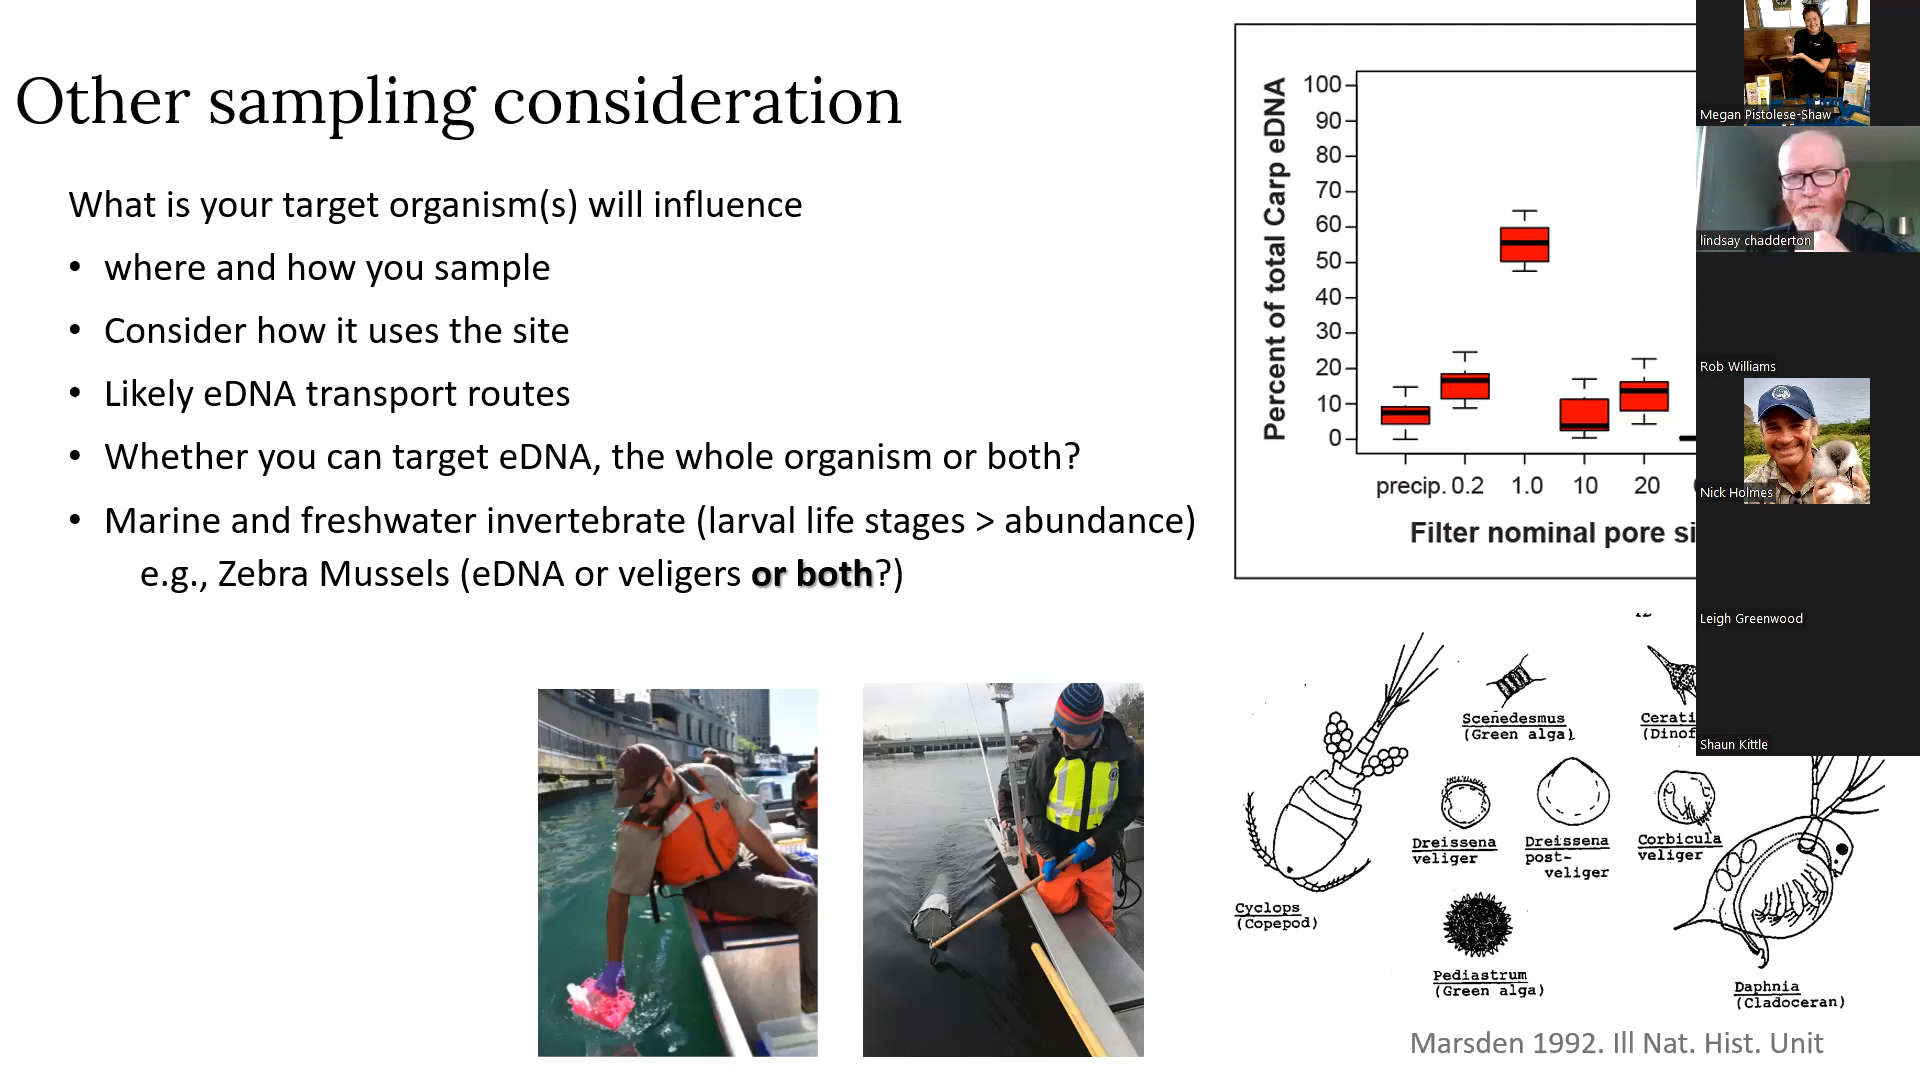 Other sampling consideration
What is your target organism(s) will influence
• where and how you sample
• Consider how it uses the site
• Likely eDNA transport routes
• Whether you can target eDNA, the whole organism or both?
• Marine and freshwater invertebrate (larval life stages > abundance)
e.g., Zebra Mussels (eDNA or veligers or both?)
Percent of total Carp eDNA
100
90
80
70
60
50
40
30
20
10
0
precip. 0.2 1.0 10 20
Filter nominal pore si
Megan Pistolese-Shaw
lindsay chadderton
Rob Williams
Nick Holmes
Leigh Greenwood
Shaun Kittle
Scenedesmus
(Green alga)
Cerati
(Dinof
Dreissena
veliger
Dreissena
post-
veliger
Corbicula
veliger
Cyclops
(Copepod)
Pediastrum
(Green alga)
Daphnia
(Cladoceran)
Marsden 1992. Ill Nat. Hist. Unit